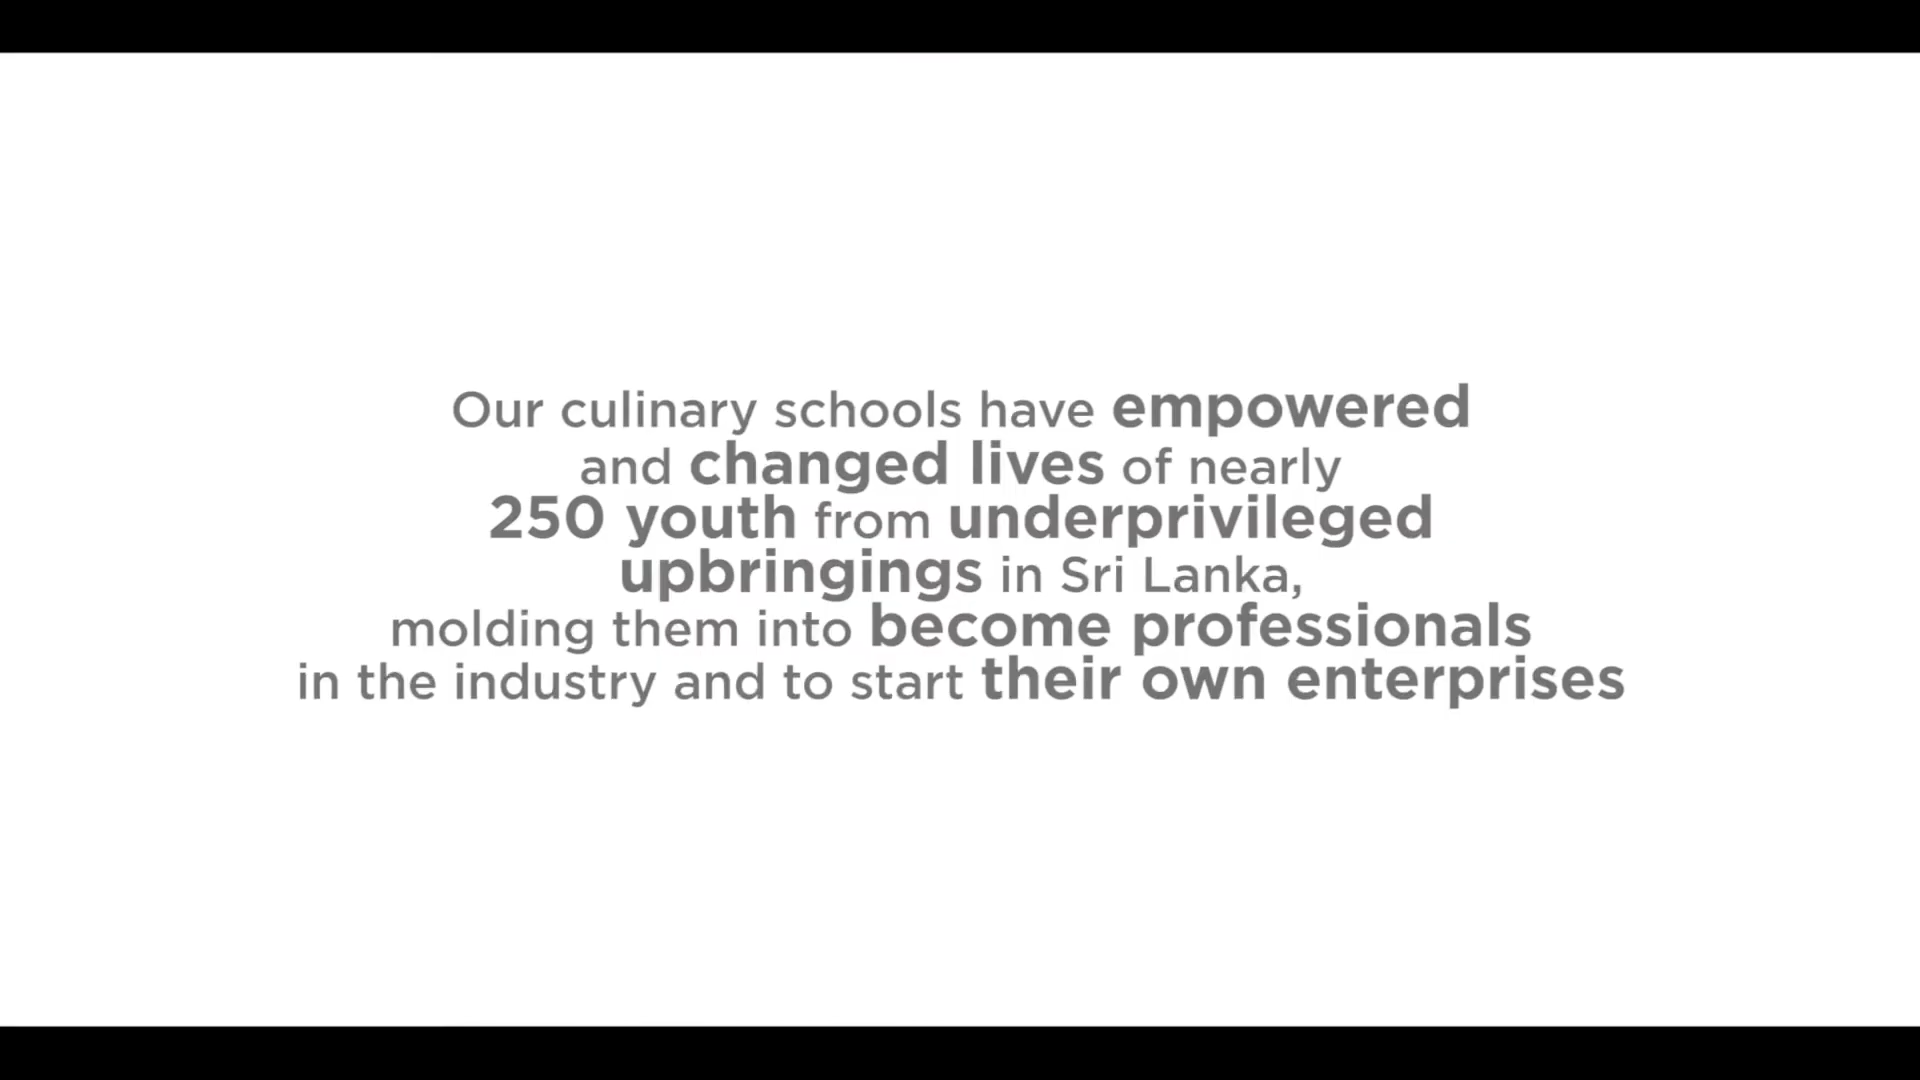 Our culinary schools have empowered
and changed lives of nearly
250 youth from underprivileged
upbringings in Sri Lanka,
molding them into become professionals
in the industry and to start their own enterprises